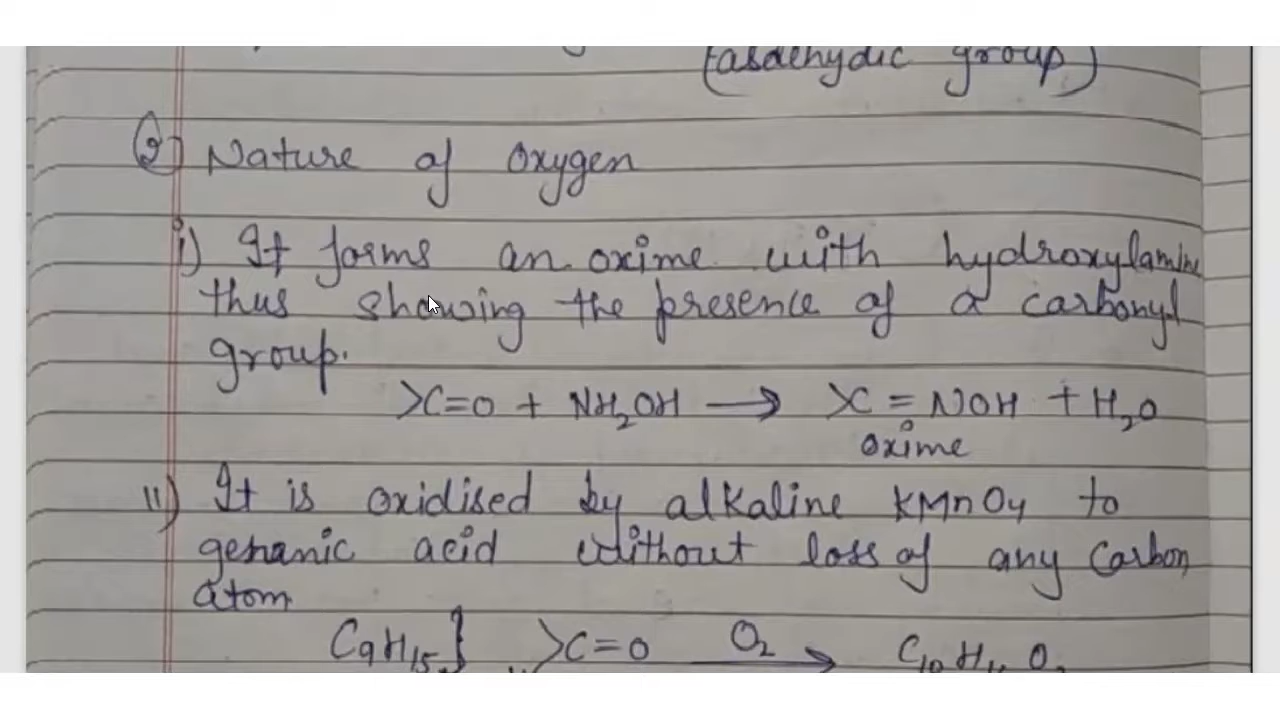 (asdehydic group)
2) Nature of oxygen
i) It forms an oxime with hydroxylamine
thus showing the presence of a carbonyl
group.
>C=O + NH2OH → >C = NOH + H2O
oxime
ii) It is oxidised by alkaline KMnO4 to
geranic acid without loss of any Carbon
atom
C9H15} >C=O O2 → C10H